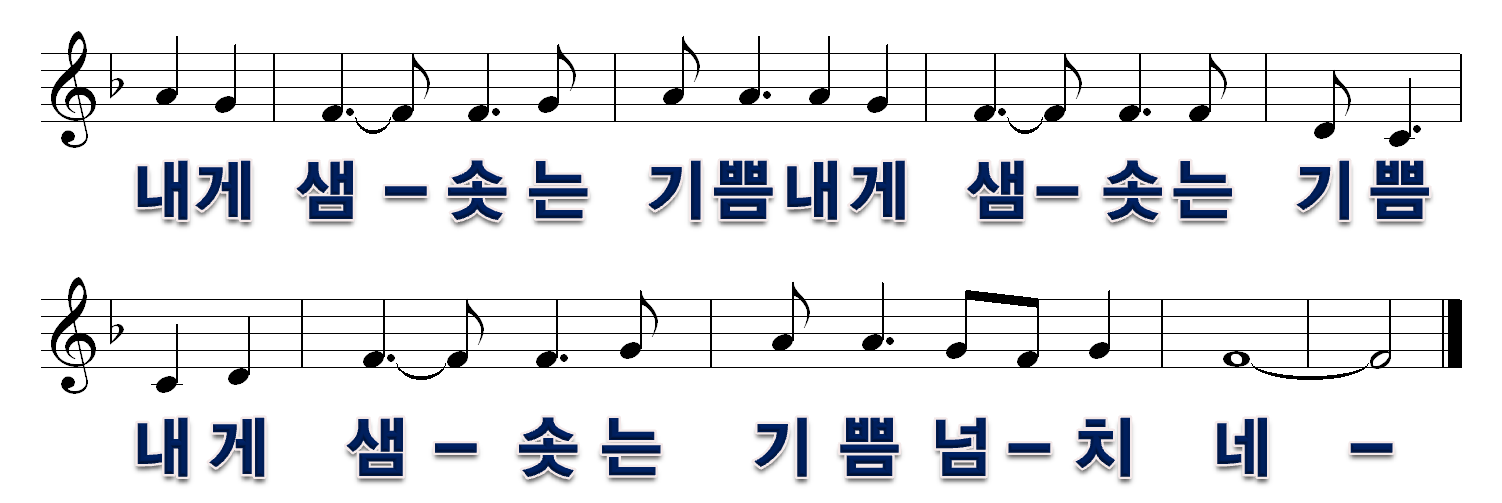 내게 샘 - 솟 는 기쁨내게 샘- 솟는 기 쁨
내 게 샘 - 솟 는 기 쁨 넘 - 치 네 -